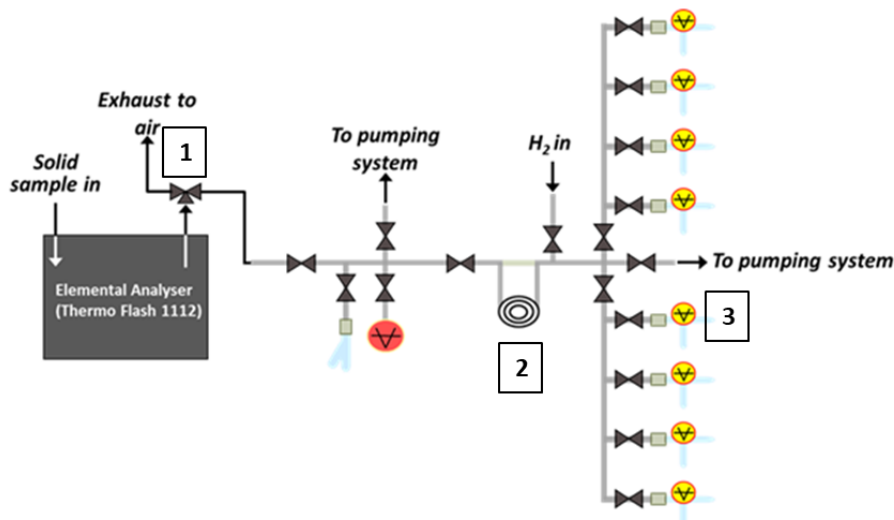 Exhaust to
air
1
Solid
sample in
To pumping
system
H2 in
Elemental Analyser
(Thermo Flash 1112)
To pumping system
2
3